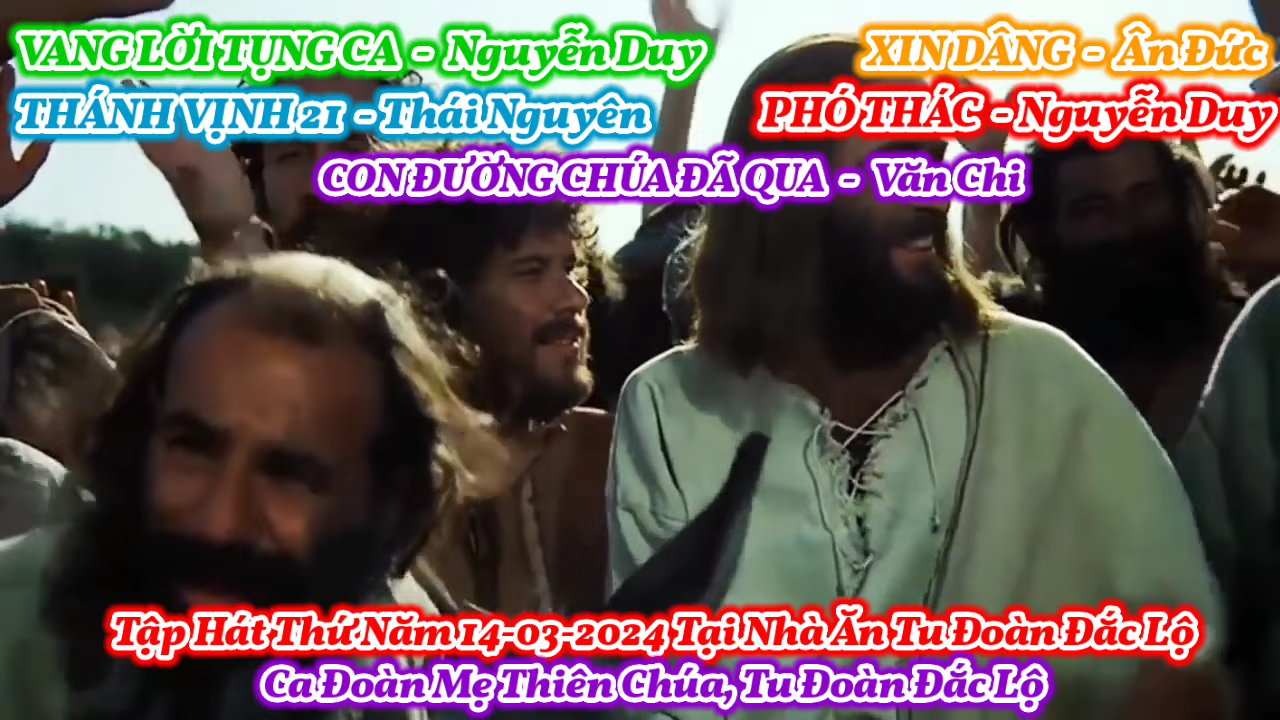 VANG LỜI TỤNG CA - Nguyễn Duy
XIN DÂNG - Ân Đức
THÁNH VỊNH 21 - Thái Nguyên
PHÓ THÁC - Nguyễn Duy
CON ĐƯỜNG CHÚA ĐÃ QUA - Văn Chi
Tập Hát Thứ Năm 14-03-2024 Tại Nhà Ăn Tu Đoàn Đắc Lộ
Ca Đoàn Mẹ Thiên Chúa, Tu Đoàn Đắc Lộ